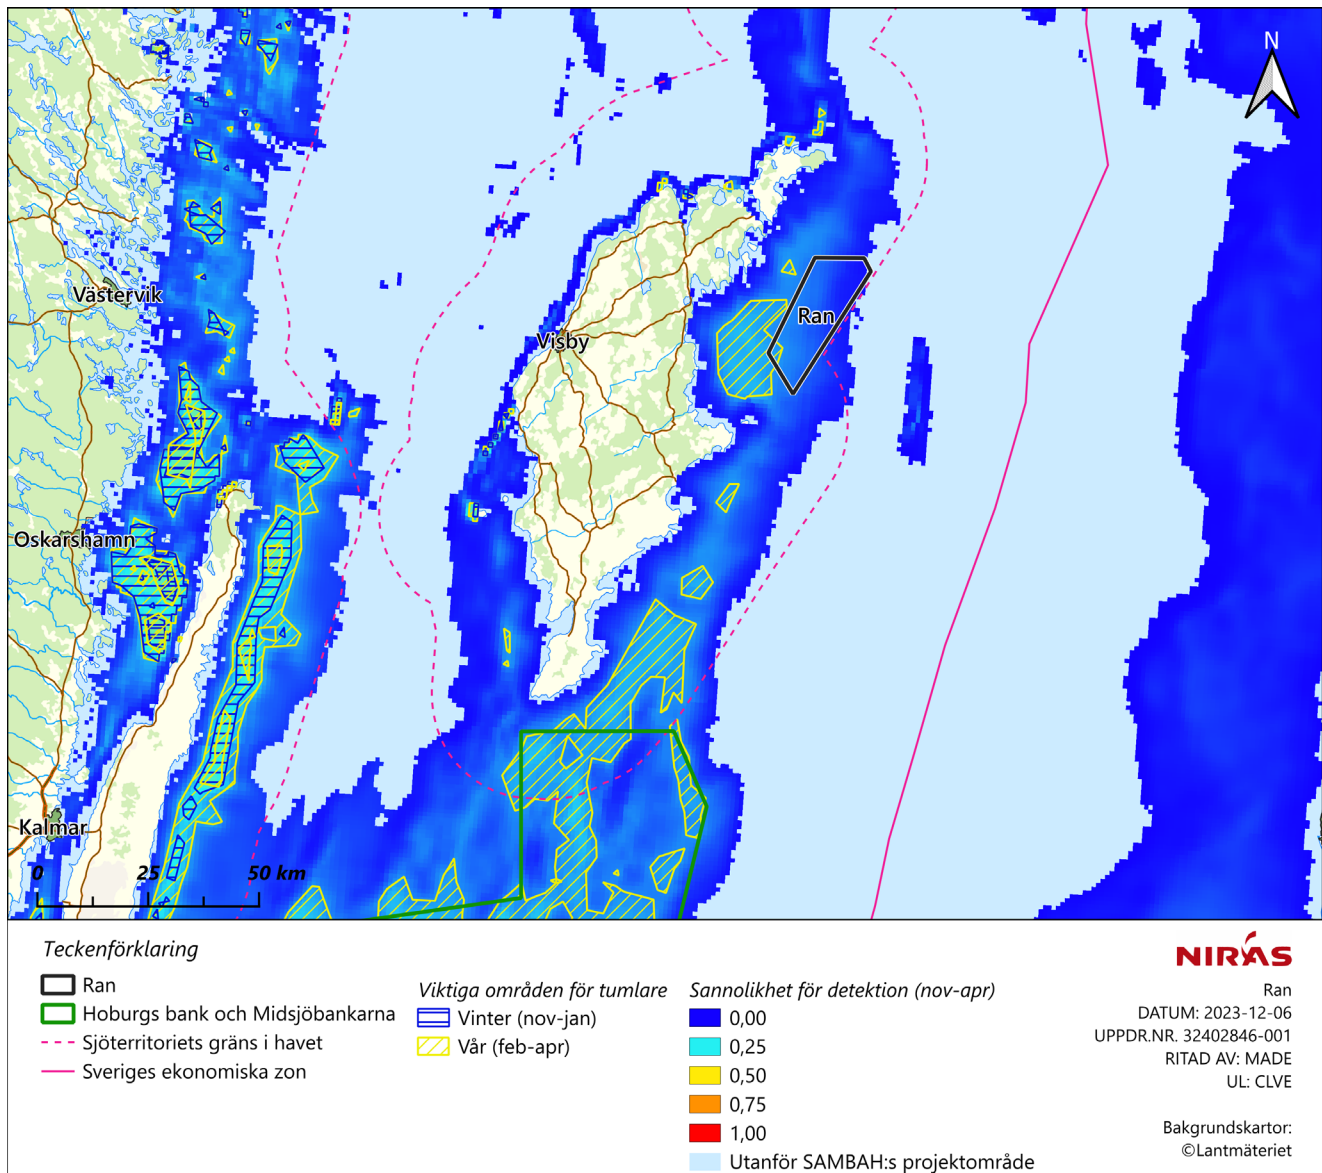 N
Västervik
Ran
Visby
Oskarshamn
Kalmar
0 25 50 km
Teckenförklaring
Ran
Hoburgs bank och Midsjöbankarna
Sjöterritoriets gräns i havet
Sveriges ekonomiska zon
Viktiga områden för tumlare
Vinter (nov-jan)
Vår (feb-apr)
Sannolikhet för detektion (nov-apr)
0,00
0,25
0,50
0,75
1,00
Utanför SAMBAH:s projektområde
NIRAS
Ran
DATUM: 2023-12-06
UPPDR.NR. 32402846-001
RITAD AV: MADE
UL: CLVE
Bakgrundskartor:
©Lantmäteriet